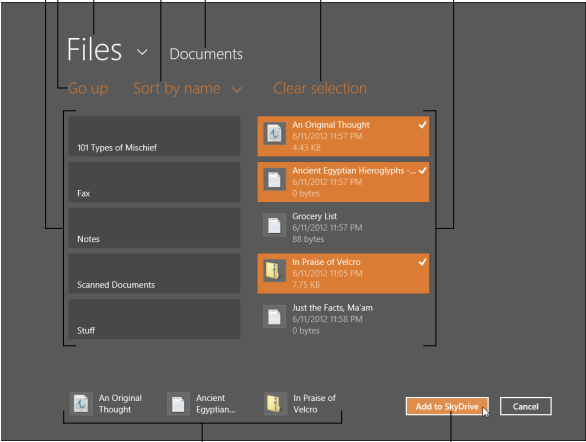 Files Documents
Go up Sort by name Clear selection
101 Types of Mischief
Fax
Notes
Scanned Documents
Stuff
An Original Thought
6/11/2012 11:57 PM
4.43 KB
Ancient Egyptian Hieroglyphs -...
6/11/2012 11:57 PM
0 bytes
Grocery List
6/11/2012 11:57 PM
88 bytes
In Praise of Velcro
6/11/2012 11:05 PM
7.75 KB
Just the Facts, Ma'am
6/11/2012 11:58 PM
0 bytes
An Original
Thought
Ancient
Egyptian...
In Praise of
Velcro
Add to SkyDrive
Cancel